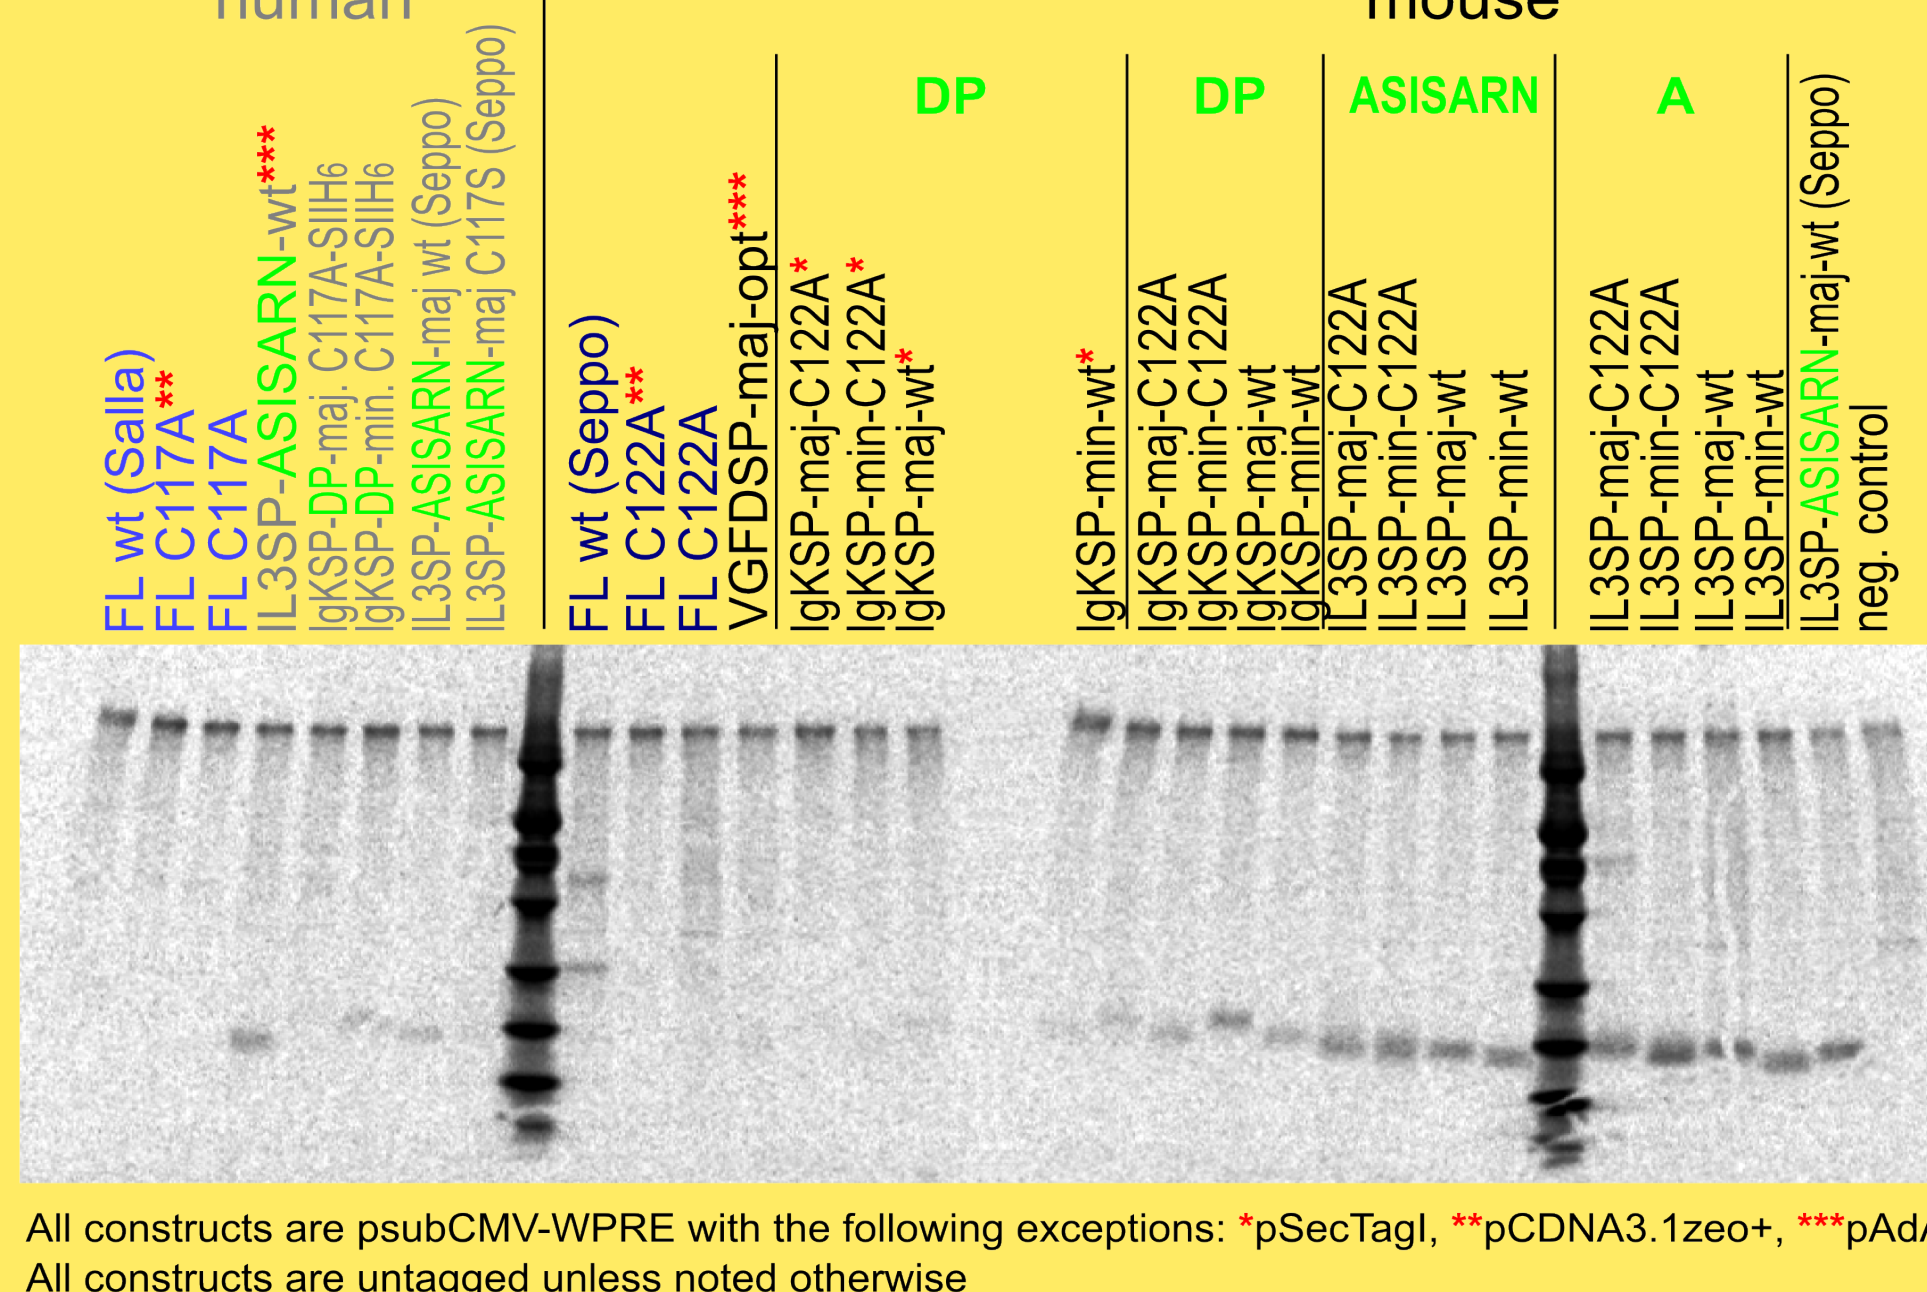 human
mouse
DP
DP
ASISARN
A
FL wt (Salla)
FL C117A**
FL C117A
IL3SP-ASISARN-wt***
IgKSP-DP-maj. C117A-SIIH6
IgKSP-DP-min. C117A-SIIH6
IL3SP-ASISARN-maj wt (Seppo)
IL3SP-ASISARN-maj C117S (Seppo)
FL wt (Seppo)
FL C122A**
FL C122A
VGFDSP-maj-opt***
IgKSP-maj-C122A*
IgKSP-min-C122A*
IgKSP-maj-wt*
IgKSP-min-wt*
IgKSP-maj-C122A
IgKSP-min-C122A
IgKSP-maj-wt
IgKSP-min-wt
IL3SP-maj-C122A
IL3SP-min-C122A
IL3SP-maj-wt
IL3SP-min-wt
IL3SP-maj-C122A
IL3SP-min-C122A
IL3SP-maj-wt
IL3SP-min-wt
IL3SP-ASISARN-maj-wt (Seppo)
neg. control
All constructs are psubCMV-WPRE with the following exceptions: *pSecTagI, **pCDNA3.1zeo+, ***pAdA
All constructs are untagged unless noted otherwise